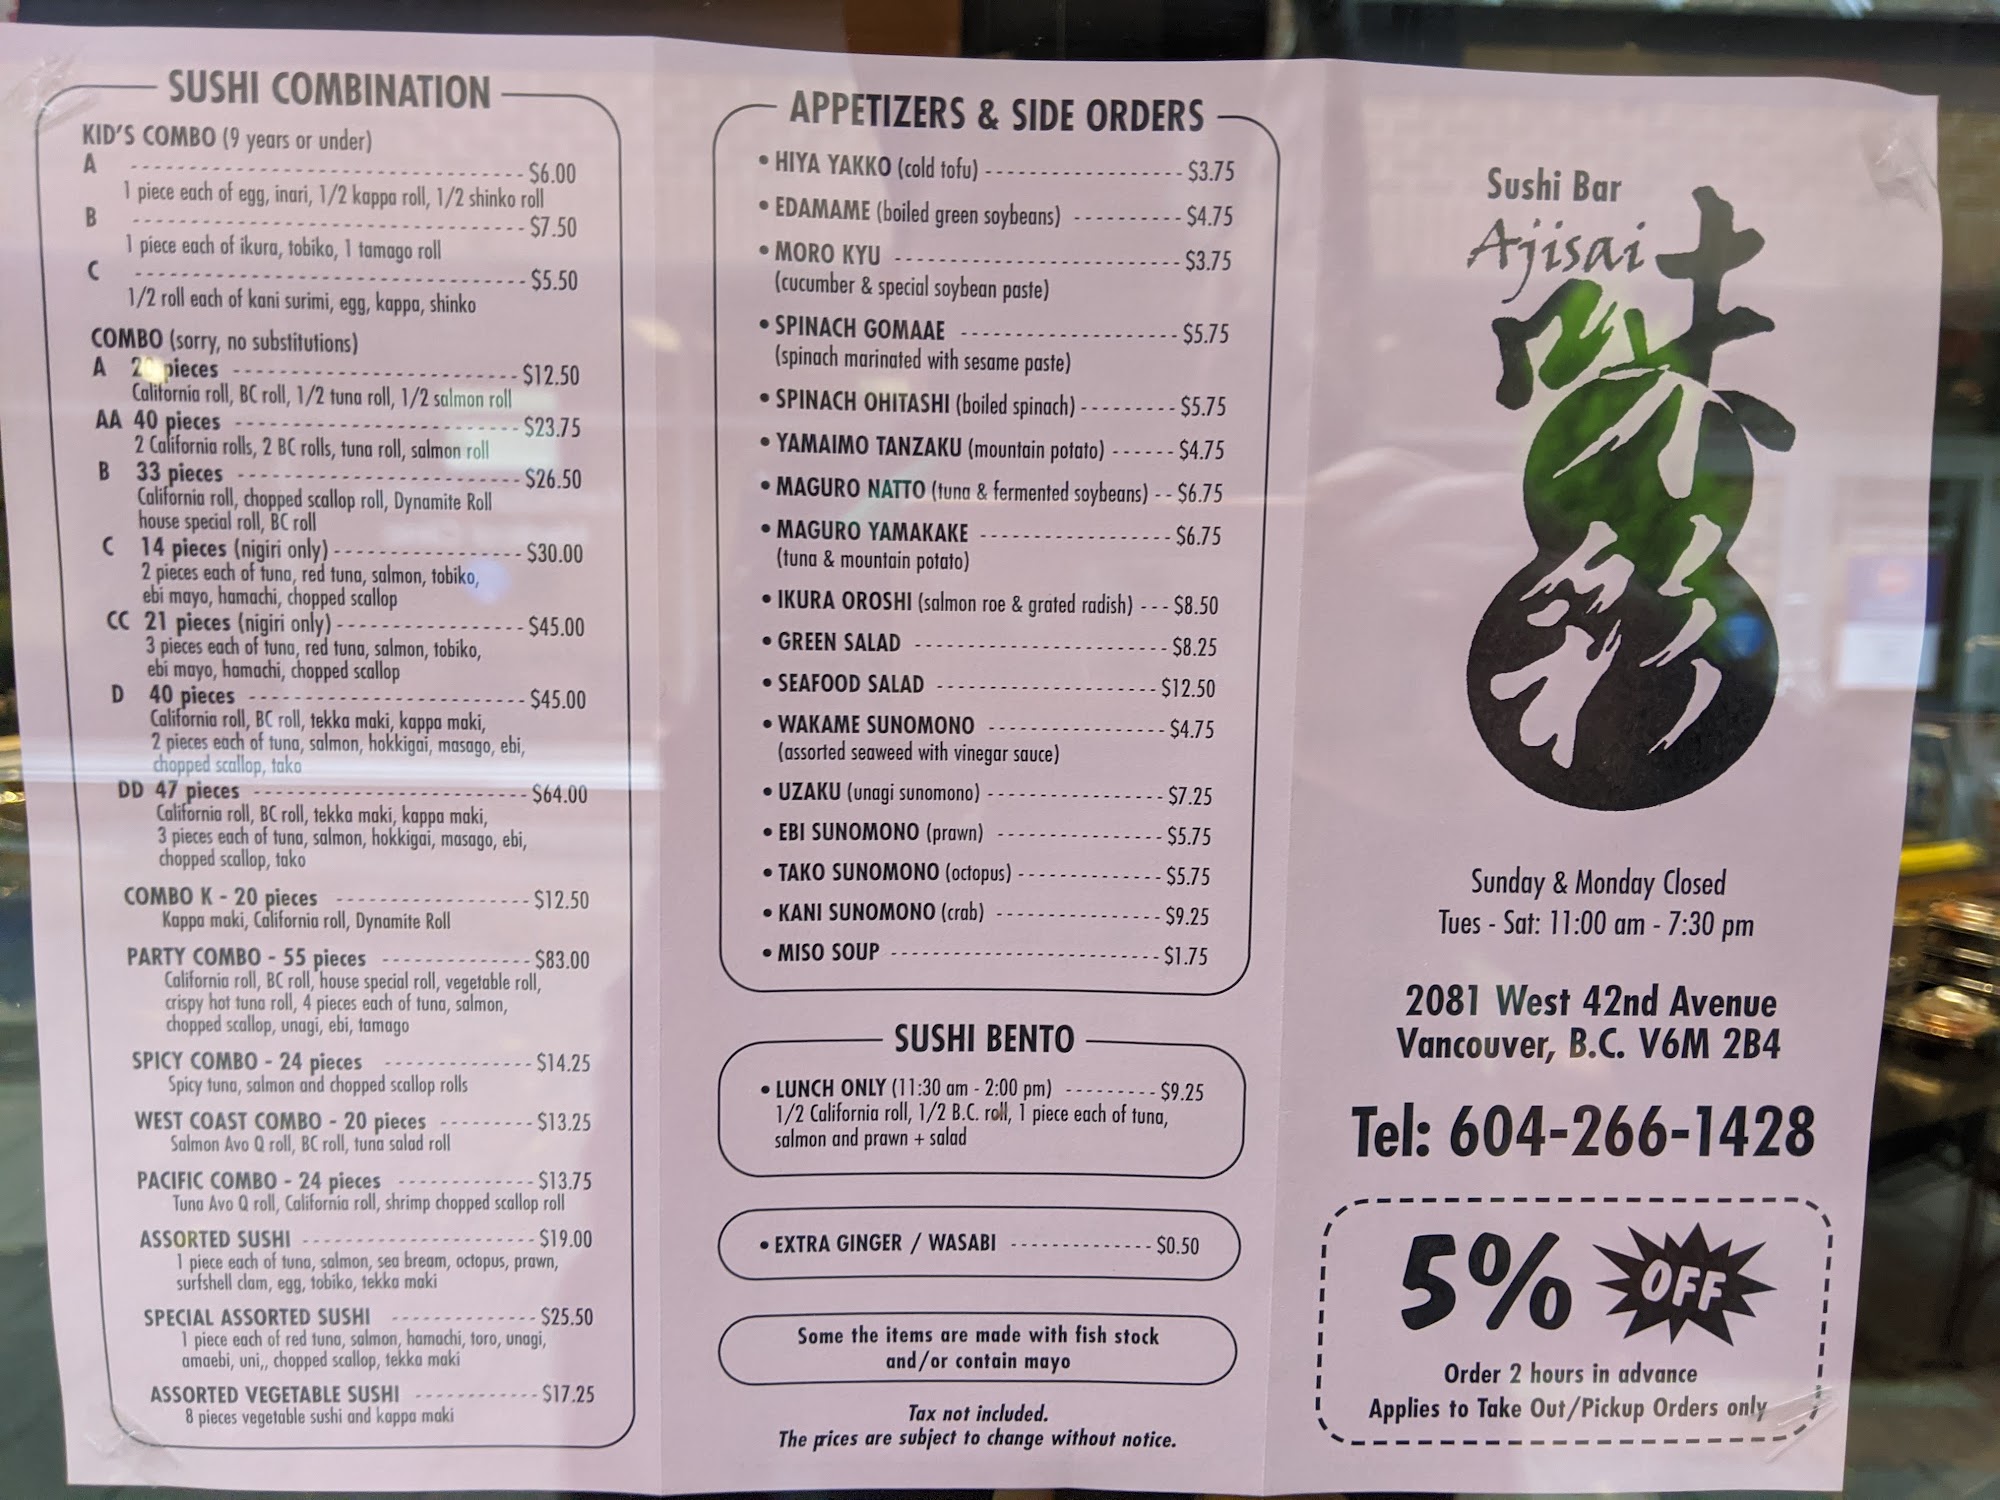 SUSHI COMBINATION
KID'S COMBO (9 years or under)
A ---------- $6.00
1 piece each of egg, inari, 1/2 kappa roll, 1/2 shinko roll
B ---------- $7.50
1 piece each of ikura, tobiko, 1 tamago roll
C ---------- $5.50
1/2 roll each of kani surimi, egg, kappa, shinko
COMBO (sorry, no substitutions)
A pieces ---------- $12.50
California roll, BC roll, 1/2 tuna roll, 1/2 salmon roll
AA 40 pieces ---------- $23.75
2 California rolls, 2 BC rolls, tuna roll, salmon roll
B 33 pieces ---------- $26.50
California roll, chopped scallop roll, Dynamite Roll
house special roll, BC roll
C 14 pieces (nigiri only) ---------- $30.00
2 pieces each of tuna, red tuna, salmon, tobiko,
ebi mayo, hamachi, chopped scallop
CC 21 pieces (nigiri only) ---------- $45.00
3 pieces each of tuna, red tuna, salmon, tobiko,
ebi mayo, hamachi, chopped scallop
D 40 pieces ---------- $45.00
California roll, BC roll, tekka maki, kappa maki,
2 pieces each of tuna, salmon, hokkigai, masago, ebi,
chopped scallop, tako
DD 47 pieces ---------- $64.00
California roll, BC roll, tekka maki, kappa maki,
3 pieces each of tuna, salmon, hokkigai, masago, ebi,
chopped scallop, tako
COMBO K - 20 pieces ---------- $12.50
Kappa maki, California roll, Dynamite Roll
PARTY COMBO - 55 pieces ---------- $83.00
California roll, BC roll, house special roll, vegetable roll,
crispy hot tuna roll, 4 pieces each of tuna, salmon,
chopped scallop, unagi, ebi, tamago
SPICY COMBO - 24 pieces ---------- $14.25
Spicy tuna, salmon and chopped scallop rolls
WEST COAST COMBO - 20 pieces ---------- $13.25
Salmon Avo Q roll, BC roll, tuna salad roll
PACIFIC COMBO - 24 pieces ---------- $13.75
Tuna Avo Q roll, California roll, shrimp chopped scallop roll
ASSORTED SUSHI ---------- $19.00
1 piece each of tuna, salmon, sea bream, octopus, prawn,
surfshell clam, egg, tobiko, tekka maki
SPECIAL ASSORTED SUSHI ---------- $25.50
1 piece each of red tuna, salmon, hamachi, toro, unagi,
amaebi, uni,, chopped scallop, tekka maki
ASSORTED VEGETABLE SUSHI ---------- $17.25
8 pieces vegetable sushi and kappa maki
APPETIZERS & SIDE ORDERS
• HIYA YAKKO (cold tofu) ---------- $3.75
• EDAMAME (boiled green soybeans) ---------- $4.75
• MORO KYU ---------- $3.75
(cucumber & special soybean paste)
• SPINACH GOMAAE ---------- $5.75
(spinach marinated with sesame paste)
• SPINACH OHITASHI (boiled spinach) ---------- $5.75
• YAMAIMO TANZAKU (mountain potato) ------ $4.75
• MAGURO NATTO (tuna & fermented soybeans) -- $6.75
• MAGURO YAMAKAKE ---------- $6.75
(tuna & mountain potato)
• IKURA OROSHI (salmon roe & grated radish) --- $8.50
• GREEN SALAD ---------- $8.25
• SEAFOOD SALAD ---------- $12.50
• WAKAME SUNOMONO ---------- $4.75
(assorted seaweed with vinegar sauce)
• UZAKU (unagi sunomono) ---------- $7.25
• EBI SUNOMONO (prawn) ---------- $5.75
• TAKO SUNOMONO (octopus) ---------- $5.75
• KANI SUNOMONO (crab) ---------- $9.25
• MISO SOUP ---------- $1.75
SUSHI BENTO
• LUNCH ONLY (11:30 am - 2:00 pm) --------- $9.25
1/2 California roll, 1/2 B.C. roll, 1 piece each of tuna,
salmon and prawn + salad
• EXTRA GINGER / WASABI ---------- $0.50
Some the items are made with fish stock
and/or contain mayo
Tax not included.
The prices are subject to change without notice.
Sushi Bar
Ajisai
味
彩
Sunday & Monday Closed
Tues - Sat: 11:00 am - 7:30 pm
2081 West 42nd Avenue
Vancouver, B.C. V6M 2B4
Tel: 604-266-1428
5% OFF
Order 2 hours in advance
Applies to Take Out/Pickup Orders only